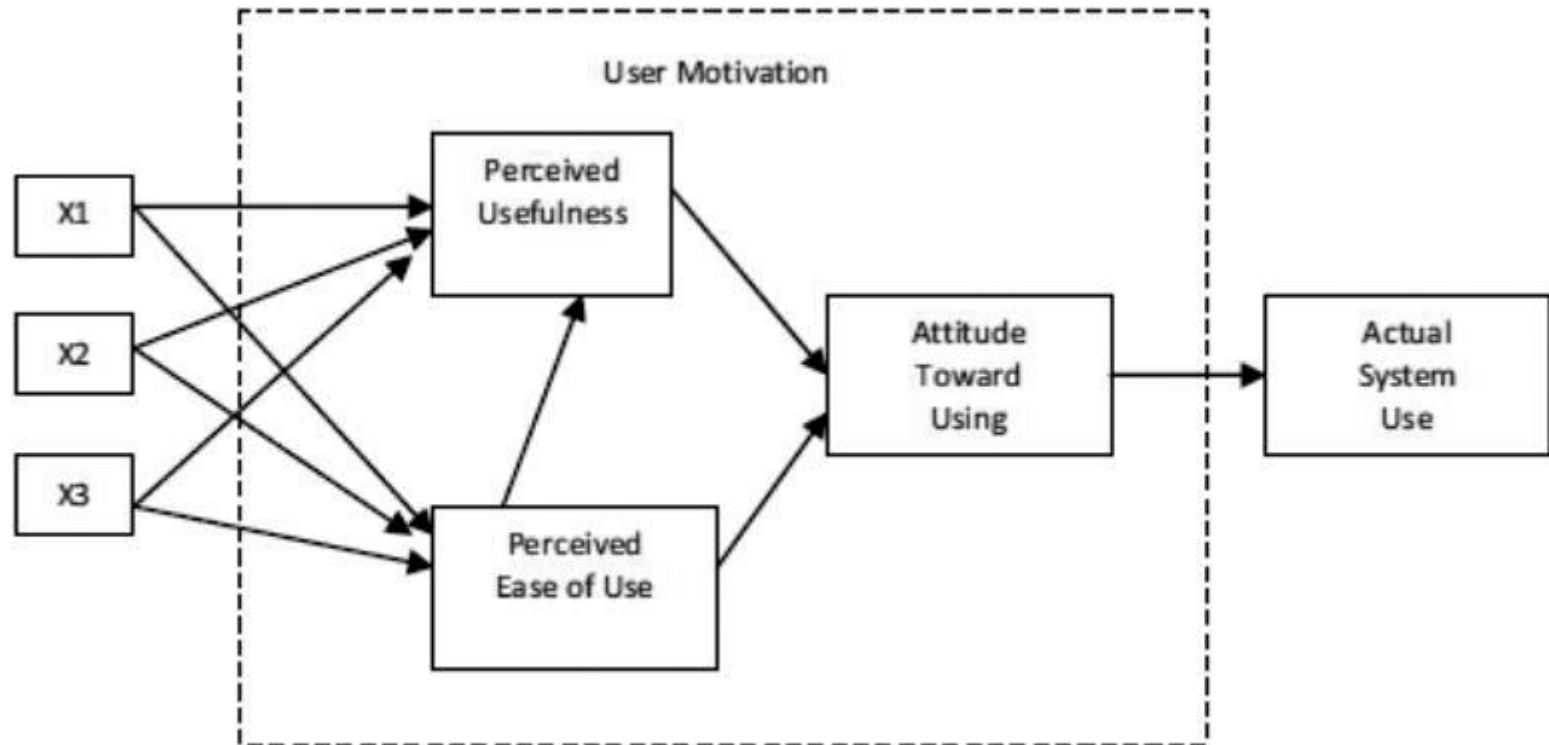 User Motivation
Perceived
Usefulness
X1
X2
X3
Attitude
Toward
Using
Actual
System
Use
Perceived
Ease of Use